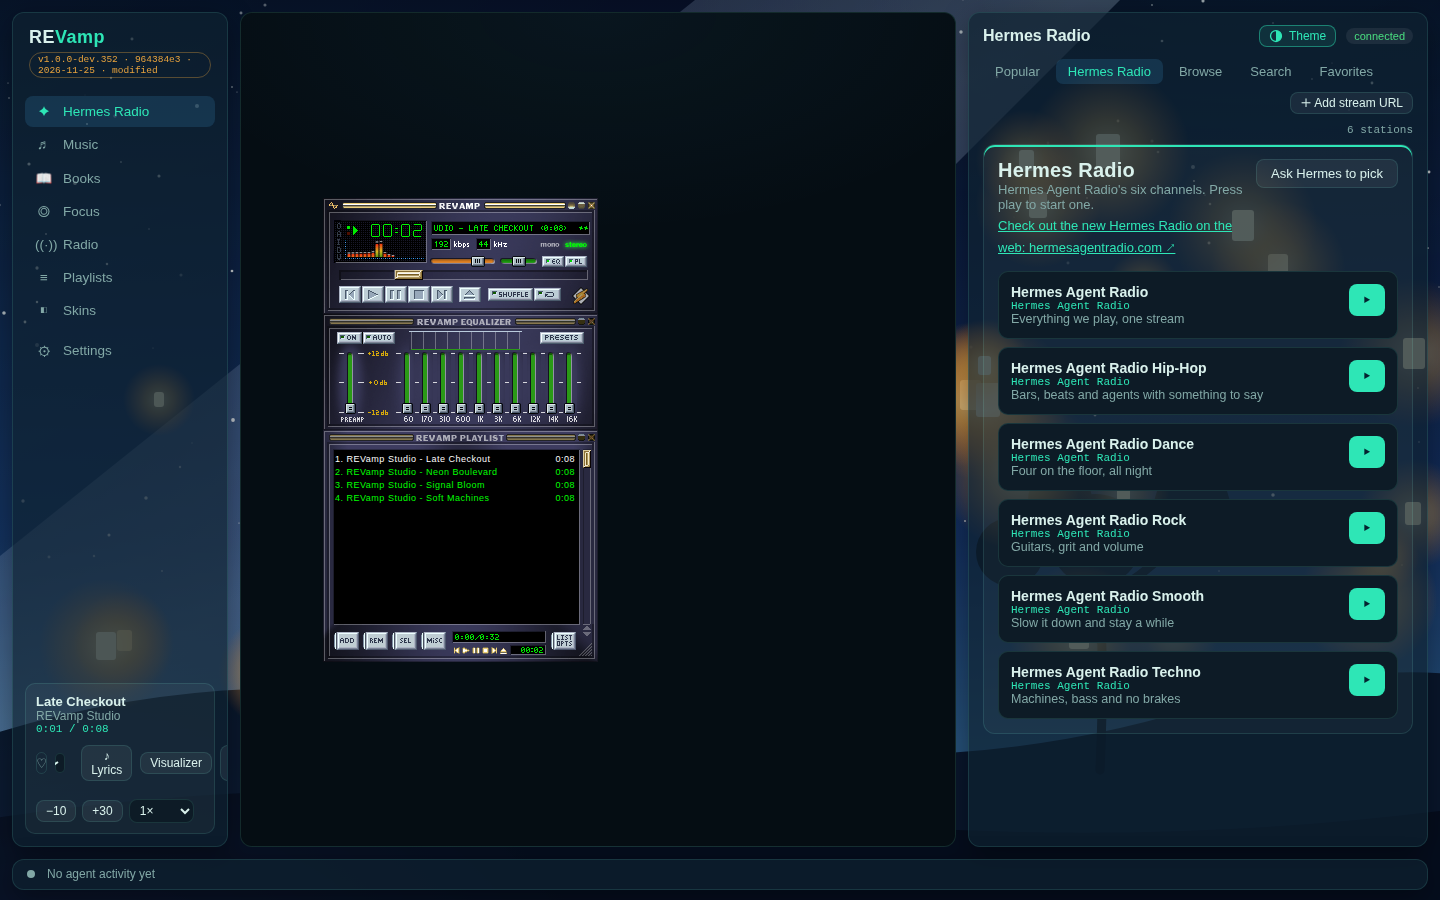 REVamp
v1.0.0-dev.352 · 964384e3 ·
2026-11-25 · modified
Hermes Radio
Music
Books
Focus
Radio
Playlists
Skins
Settings
Late Checkout
REVamp Studio
0:01 / 0:08
Lyrics
Visualizer
−10
+30
1×
REVAMP
00:02
UDIO - LATE CHECKOUT (0:08) **
192 kbps 44 kHz
mono stereo
EQ
PL
SHUFFLE
REVAMP EQUALIZER
ON
AUTO
PRESETS
+12 db
+0 db
-12 db
PREAMP
60 170 310 600 1K 3K 6K 12K 14K 16K
REVAMP PLAYLIST
1. REVamp Studio - Late Checkout 0:08
2. REVamp Studio - Neon Boulevard 0:08
3. REVamp Studio - Signal Bloom 0:08
4. REVamp Studio - Soft Machines 0:08
ADD
REM
SEL
MISC
0:00/0:32
00:02
LIST
OPTS
Hermes Radio
Theme
connected
Popular
Hermes Radio
Browse
Search
Favorites
+ Add stream URL
6 stations
Hermes Radio
Hermes Agent Radio's six channels. Press
play to start one.
Check out the new Hermes Radio on the
web: hermesagentradio.com ↗
Ask Hermes to pick
Hermes Agent Radio
Hermes Agent Radio
Everything we play, one stream
Hermes Agent Radio Hip-Hop
Hermes Agent Radio
Bars, beats and agents with something to say
Hermes Agent Radio Dance
Hermes Agent Radio
Four on the floor, all night
Hermes Agent Radio Rock
Hermes Agent Radio
Guitars, grit and volume
Hermes Agent Radio Smooth
Hermes Agent Radio
Slow it down and stay a while
Hermes Agent Radio Techno
Hermes Agent Radio
Machines, bass and no brakes
No agent activity yet